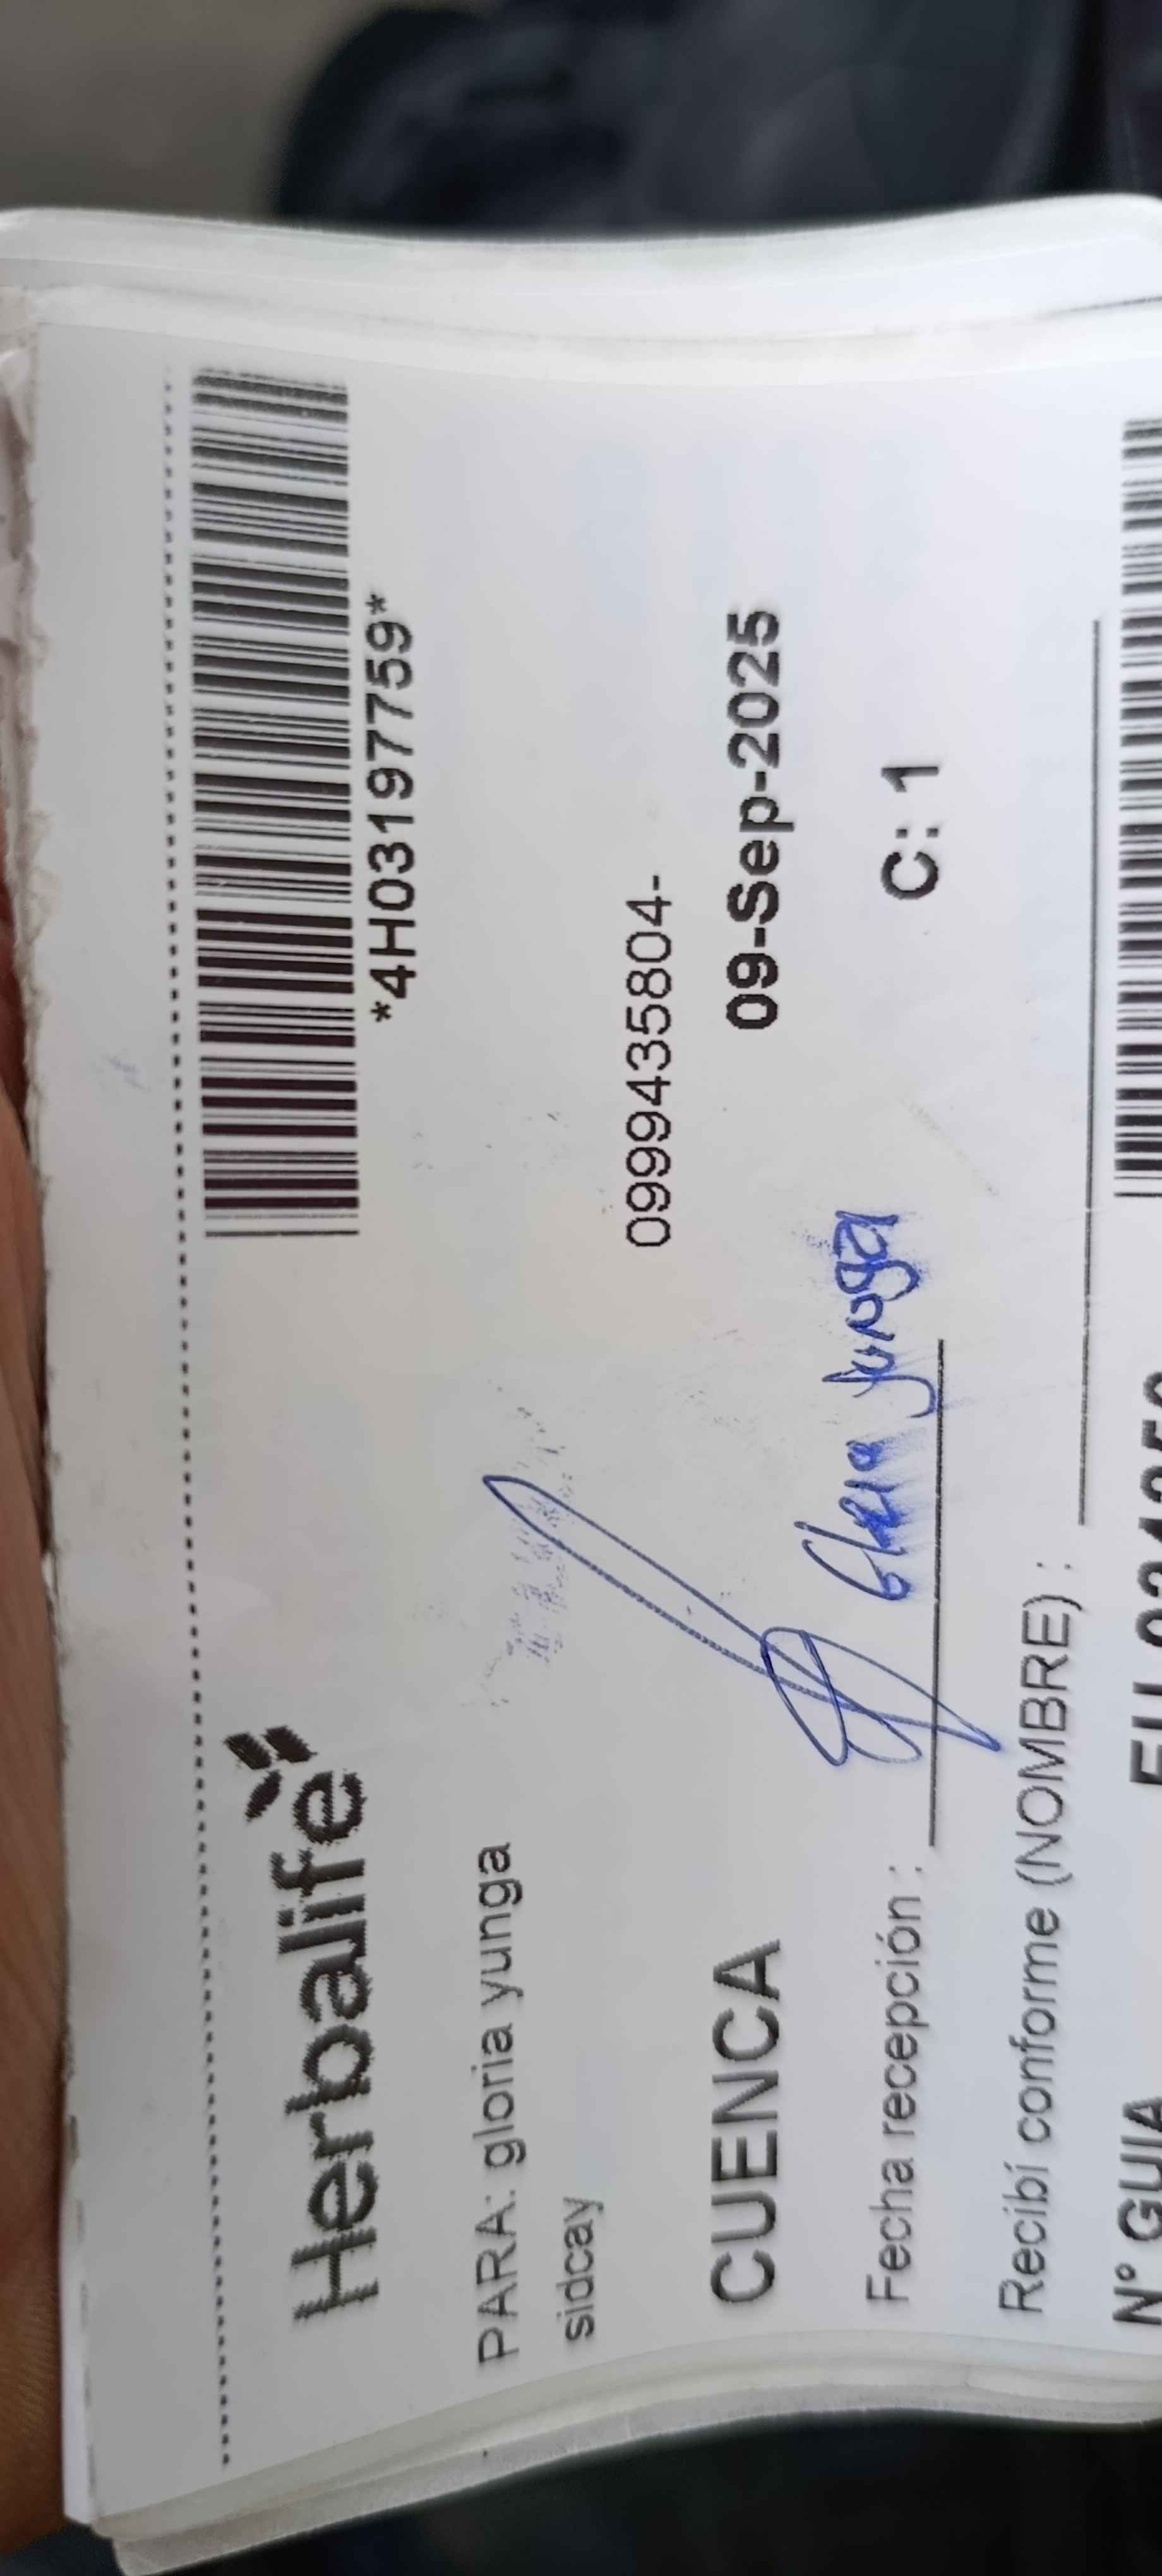 Herbalife
*4H03197759*
PARA: gloria yunga
sidcay
0999435804-
CUENCA 09-Sep-2025
Gloria Yunga
Fecha recepción : C: 1
Recibí conforme (NOMBRE) :
N° GUIA